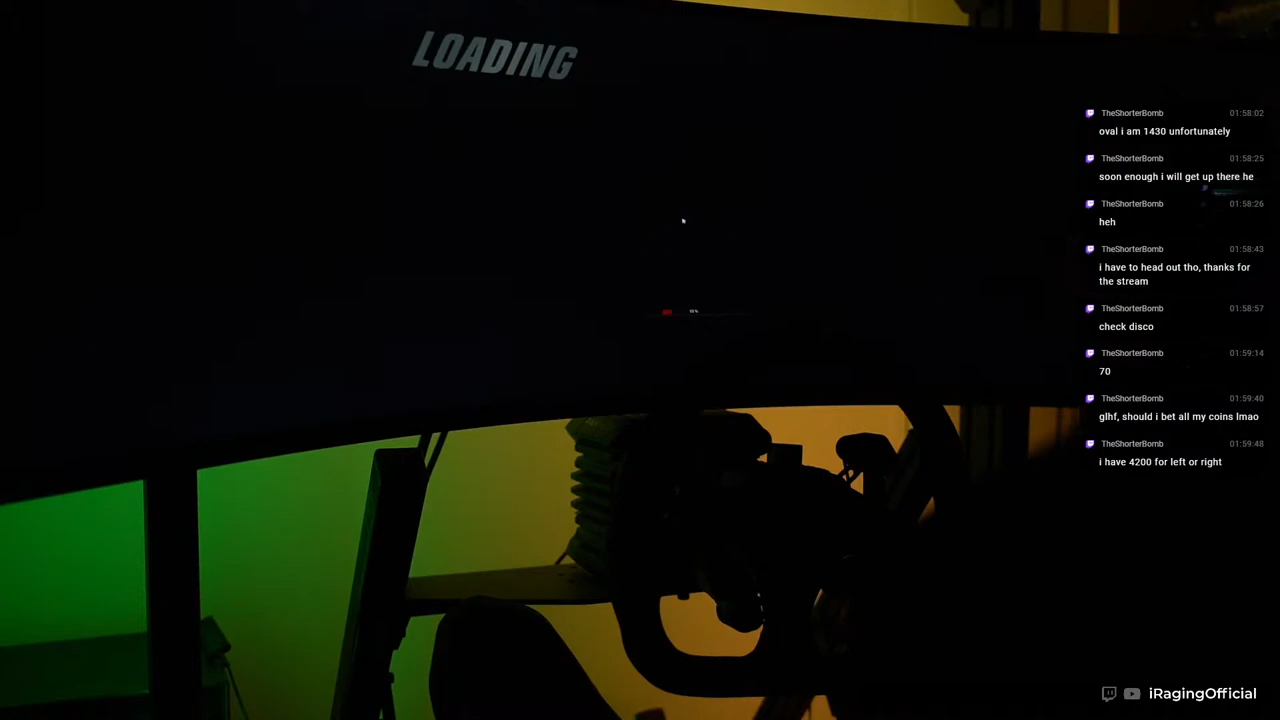 LOADING
TheShorterBomb 01:58:02
oval i am 1430 unfortunately
TheShorterBomb 01:58:25
soon enough i will get up there he
TheShorterBomb 01:58:26
heh
TheShorterBomb 01:58:43
i have to head out tho, thanks for
the stream
TheShorterBomb 01:58:57
check disco
TheShorterBomb 01:59:14
70
TheShorterBomb 01:59:40
glhf, should i bet all my coins lmao
TheShorterBomb 01:59:48
i have 4200 for left or right
iRagingOfficial